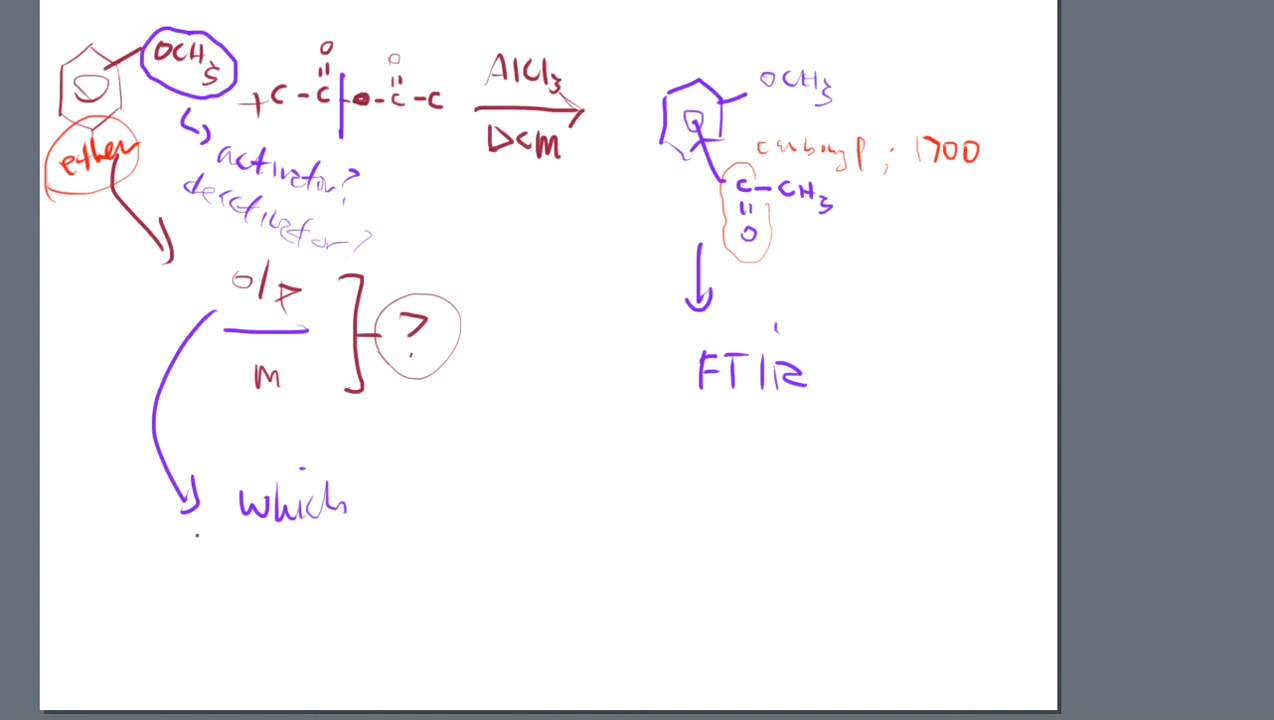 OCH3
+ C - C - O - C - C
O
O
AlCl3
DCM
ether
activator?
deactivator?
o/p
m
?
which
OCH3
carbonyl ; 1700
C - CH3
O
FTIR